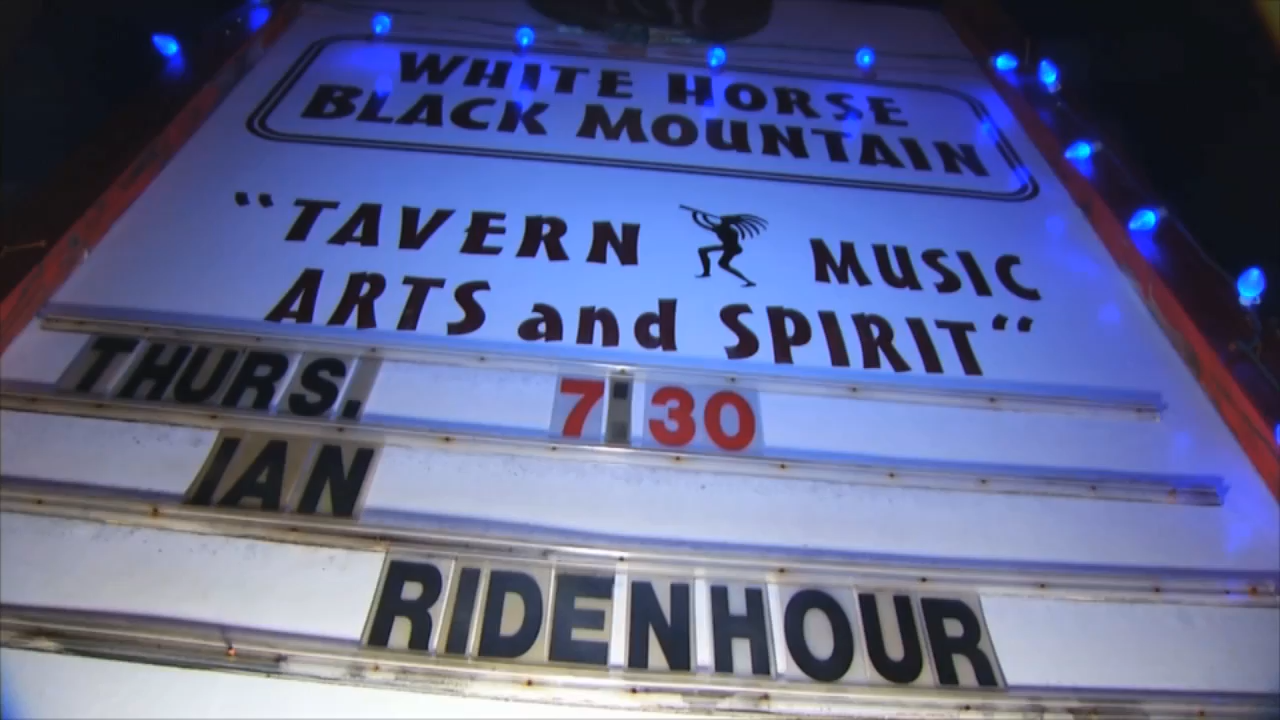 WHITE HORSE
BLACK MOUNTAIN
"TAVERN MUSIC
ARTS and SPIRIT"
THURS. 7:30
IAN
RIDENHOUR